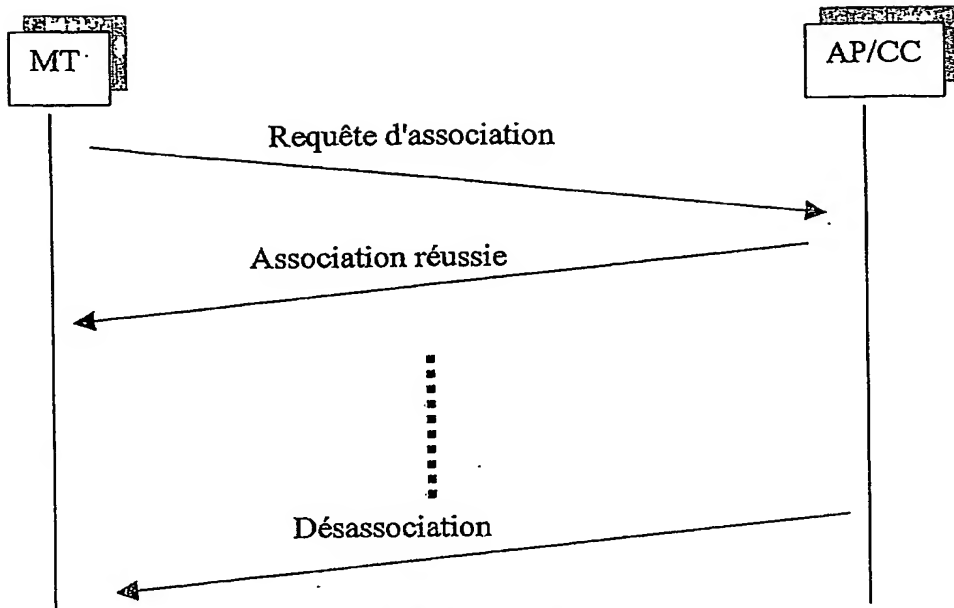 MT
AP/CC
Requête d'association
Association réussie
Désassociation